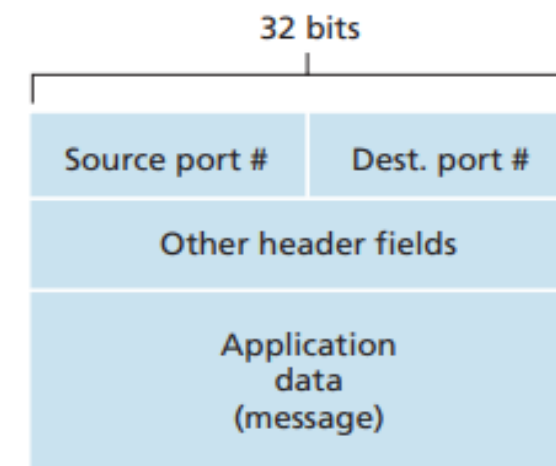 32 bits
Source port #
Dest. port #
Other header fields
Application
data
(message)